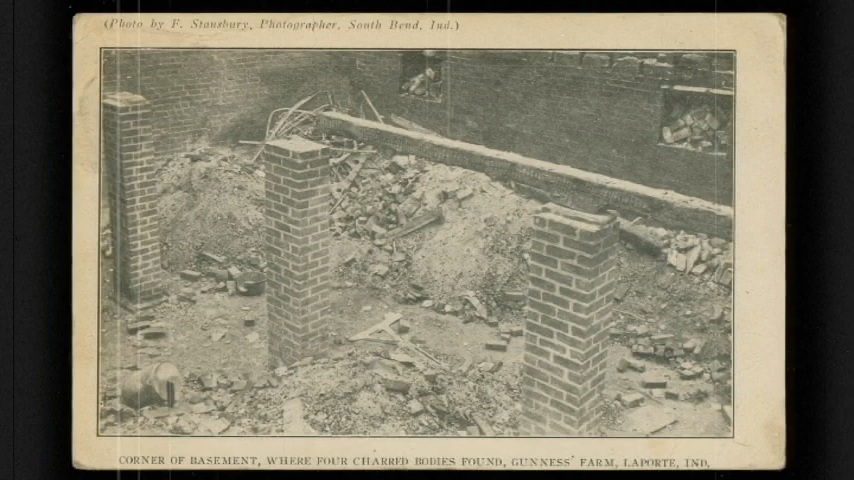 (Photo by F. Stansbury, Photographer, South Bend, Ind.)
CORNER OF BASEMENT, WHERE FOUR CHARRED BODIES FOUND, GUNNESS' FARM, LAPORTE, IND.